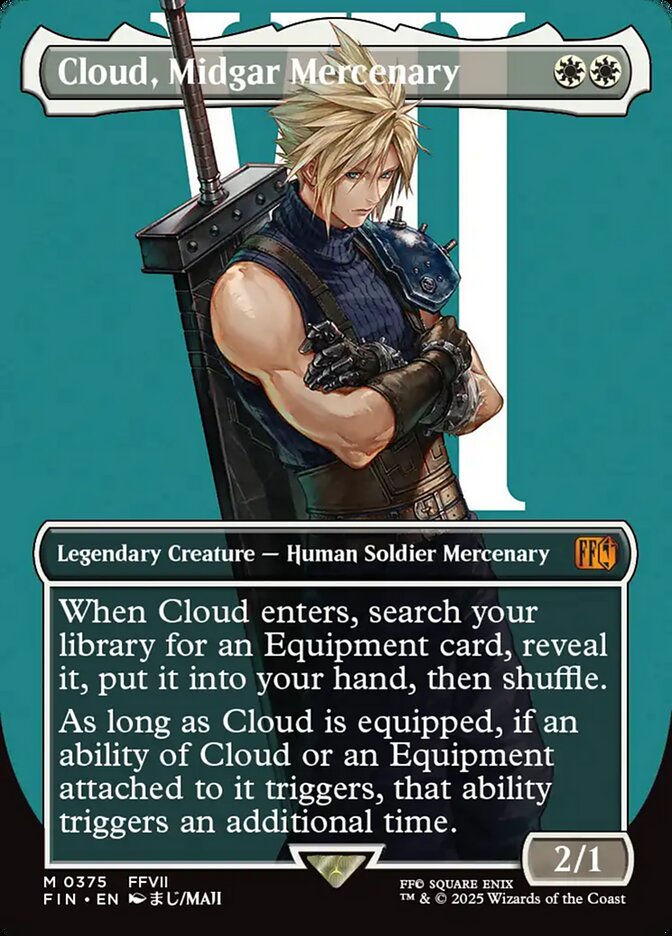 VII
Cloud, Midgar Mercenary
Legendary Creature — Human Soldier Mercenary
FF
When Cloud enters, search your
library for an Equipment card, reveal
it, put it into your hand, then shuffle.
As long as Cloud is equipped, if an
ability of Cloud or an Equipment
attached to it triggers, that ability
triggers an additional time.
2/1
M 0375 FFVII
FIN • EN まじ/MAJI
FF© SQUARE ENIX
™ & © 2025 Wizards of the Coast